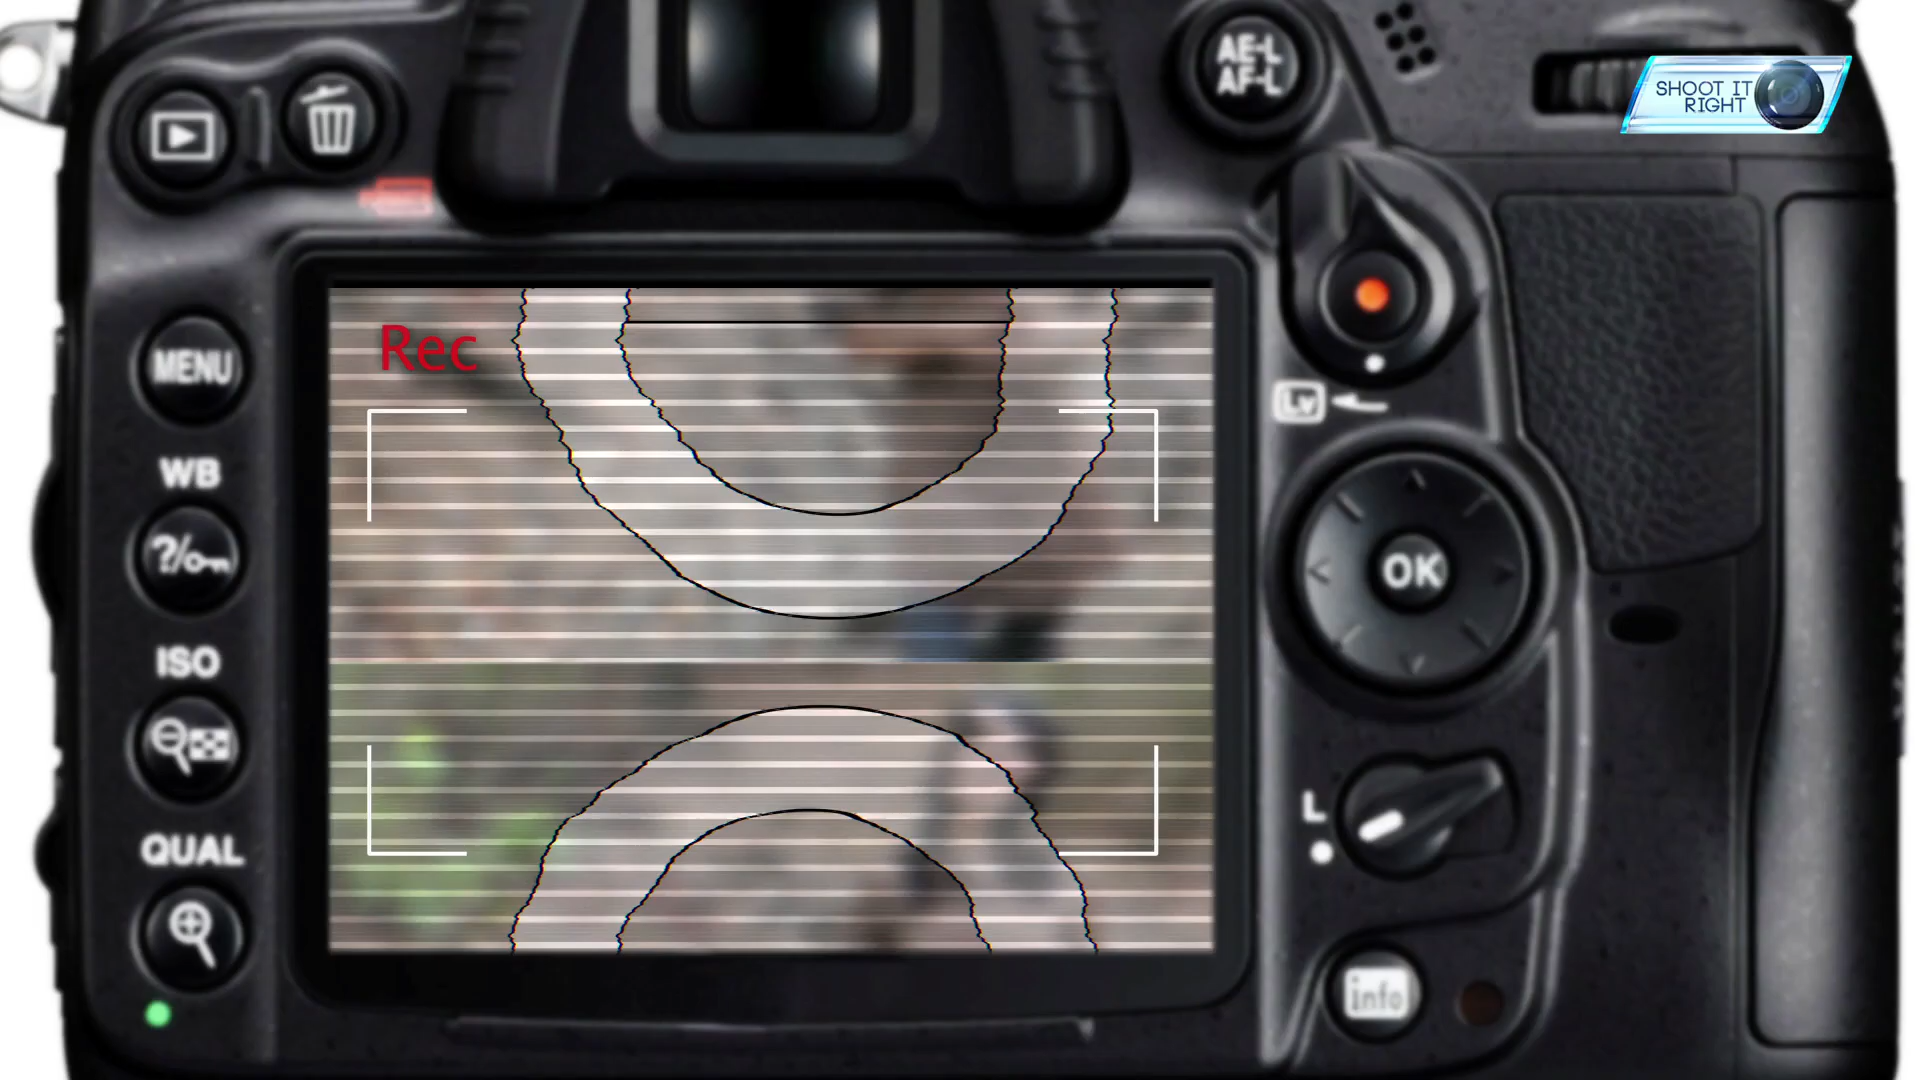 AE-L
AF-L
SHOOT IT
RIGHT
Rec
MENU
WB
?/
ISO
QUAL
Lv
OK
L
info